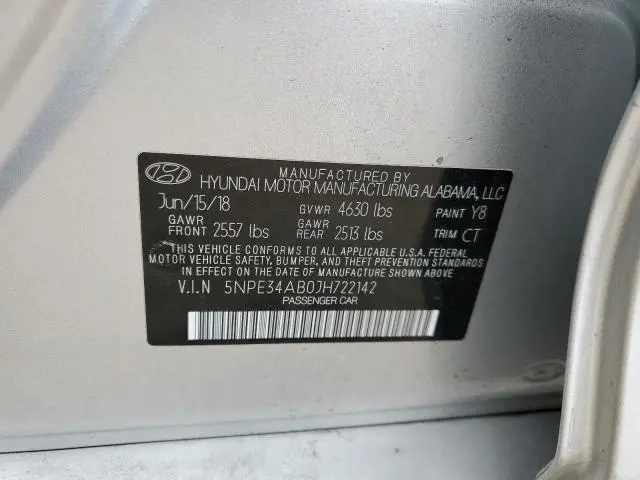 MANUFACTURED BY
HYUNDAI MOTOR MANUFACTURING ALABAMA, LLC
Jun/15/18 GVWR 4630 lbs PAINT Y8
GAWR FRONT 2557 lbs GAWR REAR 2513 lbs TRIM CT
THIS VEHICLE CONFORMS TO ALL APPLICABLE U.S.A. FEDERAL
MOTOR VEHICLE SAFETY, BUMPER, AND THEFT PREVENTION STANDARDS
IN EFFECT ON THE DATE OF MANUFACTURE SHOWN ABOVE.
V.I.N 5NPE34AB0JH722142
PASSENGER CAR